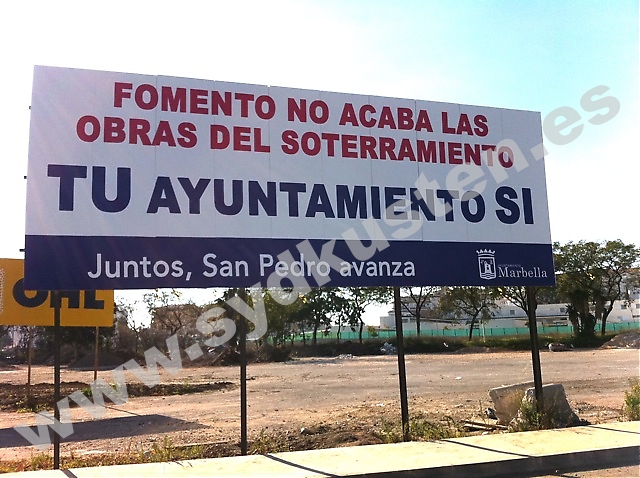 FOMENTO NO ACABA LAS
OBRAS DEL SOTERRAMIENTO
TU AYUNTAMIENTO SI
Juntos, San Pedro avanza
Marbella
OHL
www.sydkusten.es